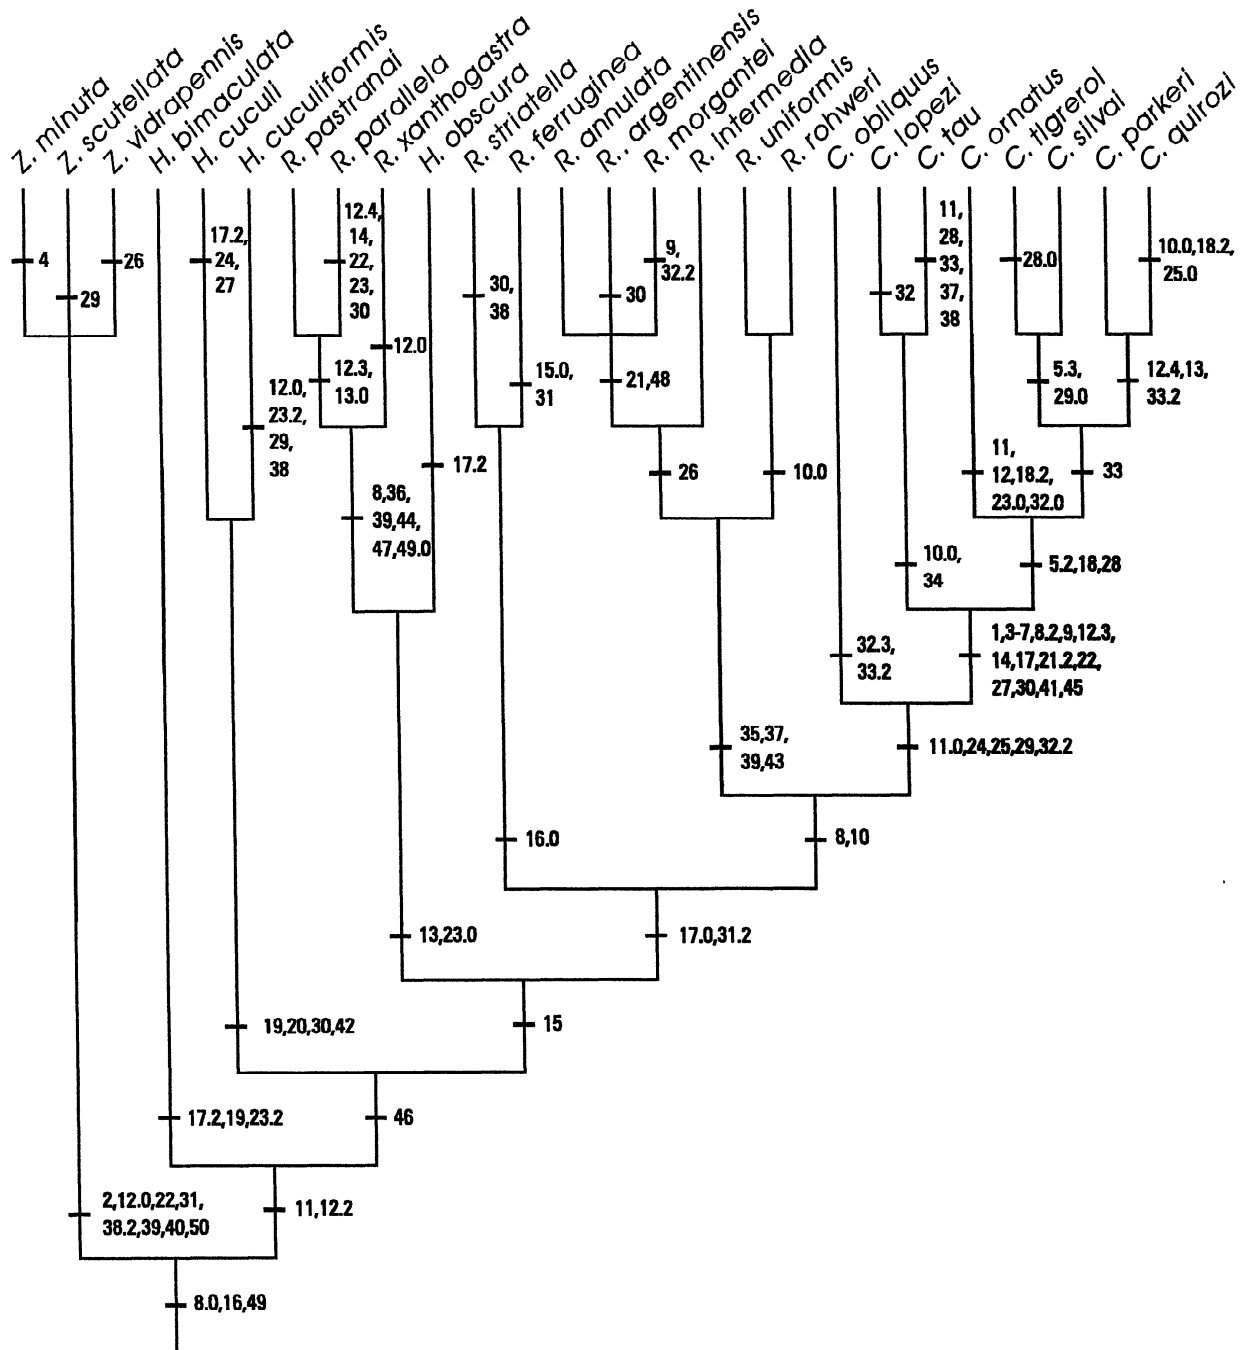 Z. minuta
Z. scutellata
Z. vidrapennis
H. bimaculata
H. cuculi
H. cuculiformis
R. pastranai
R. parallela
R. xanthogastra
H. obscura
R. striatella
R. ferruginea
R. annulata
R., argentinensis
R. morgantei
R. Intermedia
R. uniformis
R. rohweri
C. obliquus
C. lopezi
C. tau
C. ornatus
C. tigrerol
C. silvai
C. parkeri
C. quirozi
4
29
26
17.2,
24,
27
12.0,
23.2,
29,
38
12.4,
14,
22,
23,
30
12.3,
13.0
12.0
8,36,
39,44,
47,49.0
17.2
30,
38
15.0,
31
30
9,
32.2
21,48
26
10.0
32
11,
28,
33,
37,
38
28.0
10.0,18.2,
25.0
5.3,
29.0
12.4,13,
33.2
11,
12,18.2,
23.0,32.0
33
10.0,
34
5.2,18,28
32.3,
33.2
1,3-7,8.2,9,12.3,
14,17,21.2,22,
27,30,41,45
35,37,
39,43
11.0,24,25,29,32.2
16.0
8,10
13,23.0
17.0,31.2
19,20,30,42
15
17.2,19,23.2
46
2,12.0,22,31,
38.2,39,40,50
11,12.2
8.0,16,49